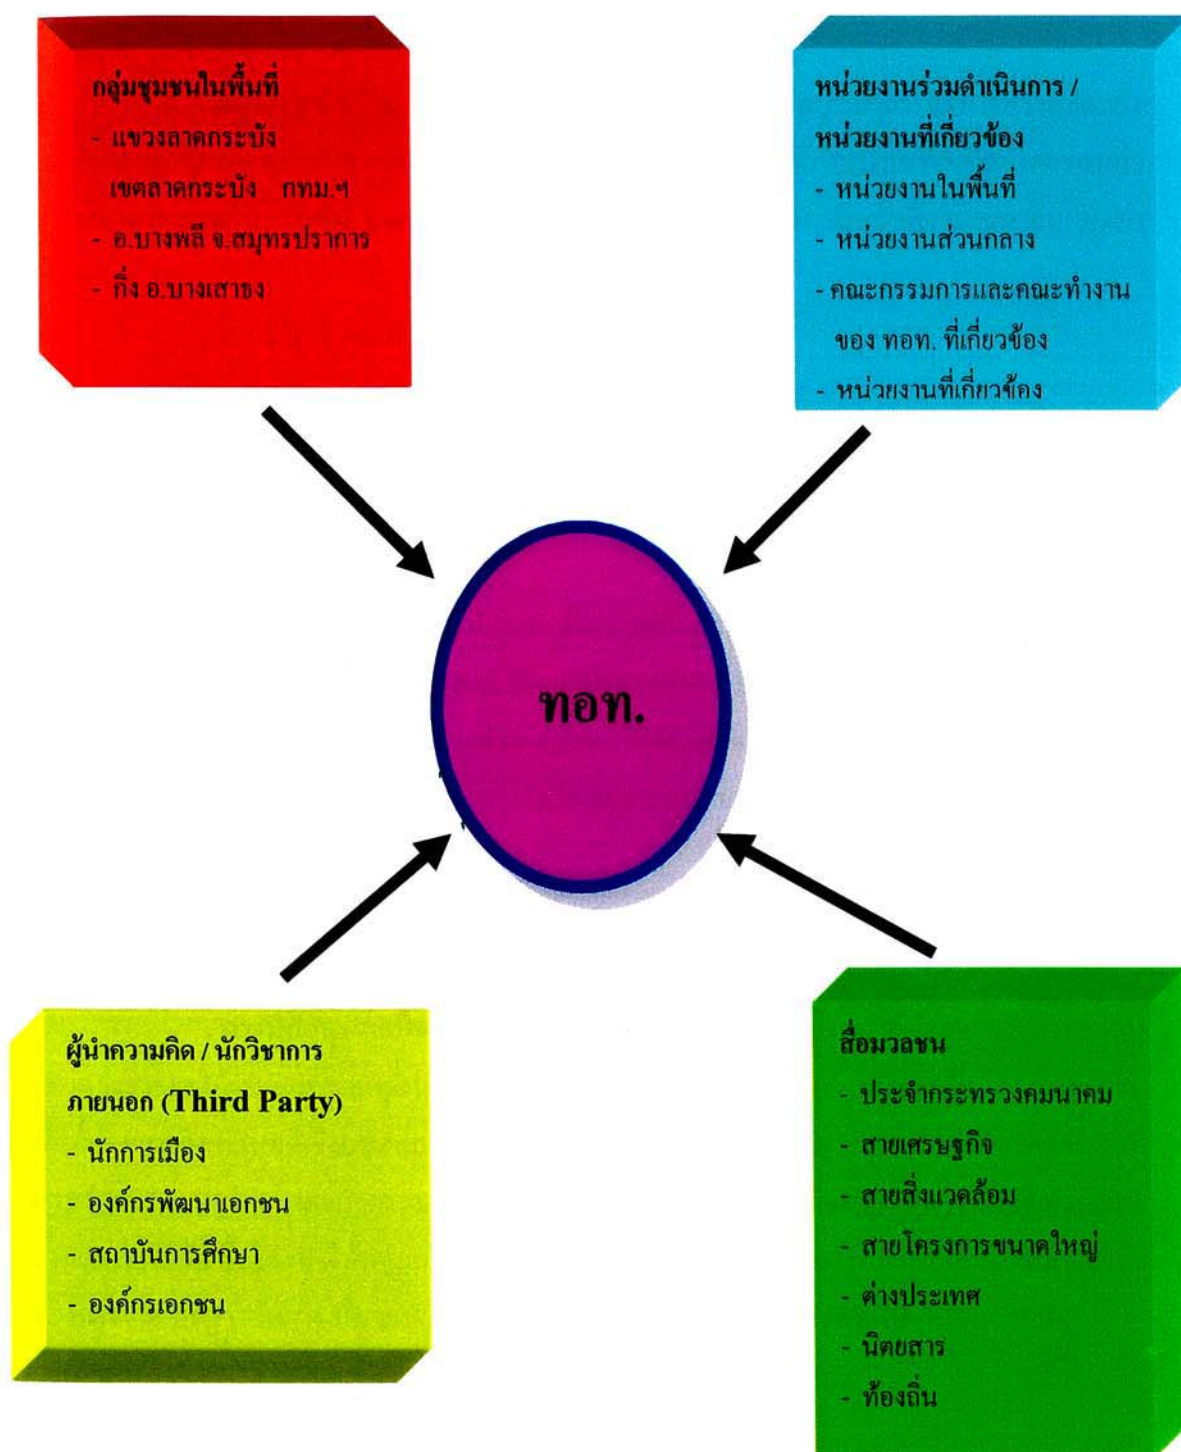 กลุ่มชุมชนในพื้นที่
- แขวงลาดกระบัง
เขตลาดกระบัง กทม.ฯ
- อ.บางพลี จ.สมุทรปราการ
- กิ่ง อ.บางเสาธง
หน่วยงานร่วมดำเนินการ /
หน่วยงานที่เกี่ยวข้อง
- หน่วยงานในพื้นที่
- หน่วยงานส่วนกลาง
- คณะกรรมการและคณะทำงาน
ของ ทอท. ที่เกี่ยวข้อง
- หน่วยงานที่เกี่ยวข้อง
ทอท.
ผู้นำความคิด / นักวิชาการ
ภายนอก (Third Party)
- นักการเมือง
- องค์กรพัฒนาเอกชน
- สถาบันการศึกษา
- องค์กรเอกชน
สื่อมวลชน
- ประจำกระทรวงคมนาคม
- สายเศรษฐกิจ
- สายสิ่งแวดล้อม
- สายโครงการขนาดใหญ่
- ต่างประเทศ
- นิตยสาร
- ท้องถิ่น